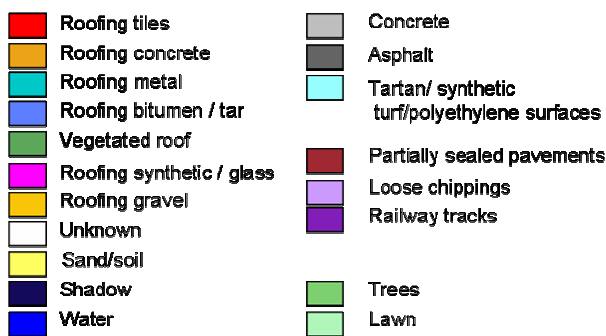 Roofing tiles
Roofing concrete
Roofing metal
Roofing bitumen / tar
Vegetated roof
Roofing synthetic / glass
Roofing gravel
Unknown
Sand/soil
Shadow
Water
Concrete
Asphalt
Tartan/ synthetic
turf/polyethylene surfaces
Partially sealed pavements
Loose chippings
Railway tracks
Trees
Lawn